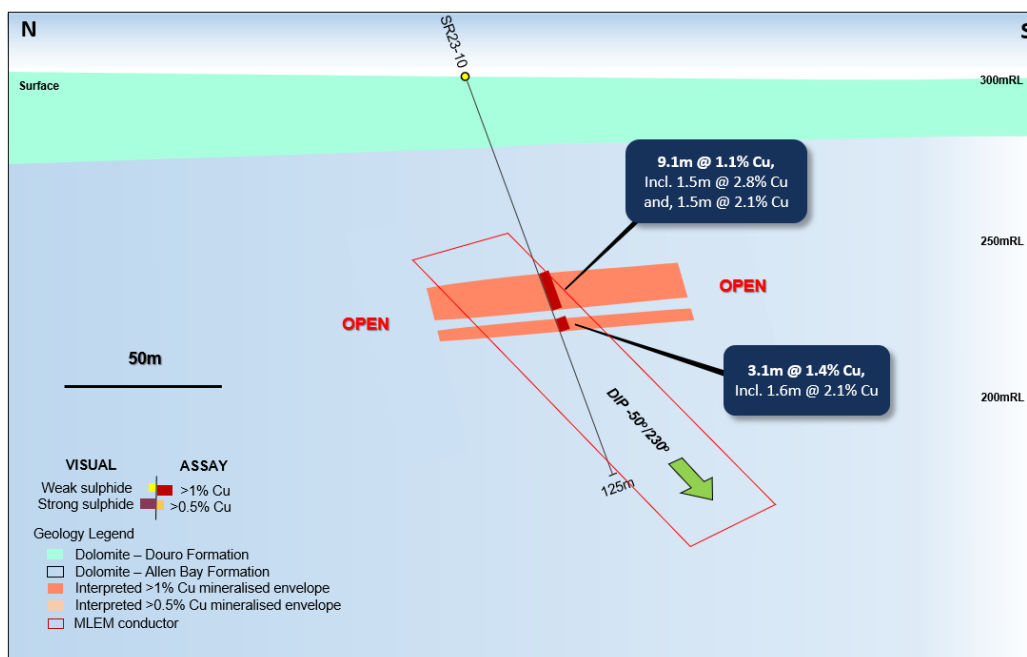 N
SR23-10
S
Surface
300mRL
9.1m @ 1.1% Cu,
Incl. 1.5m @ 2.8% Cu
and, 1.5m @ 2.1% Cu
250mRL
OPEN
OPEN
50m
3.1m @ 1.4% Cu,
Incl. 1.6m @ 2.1% Cu
200mRL
DIP -50º/230º
125m
VISUAL ASSAY
Weak sulphide >1% Cu
Strong sulphide >0.5% Cu
Geology Legend
Dolomite – Douro Formation
Dolomite – Allen Bay Formation
Interpreted >1% Cu mineralised envelope
Interpreted >0.5% Cu mineralised envelope
MLEM conductor